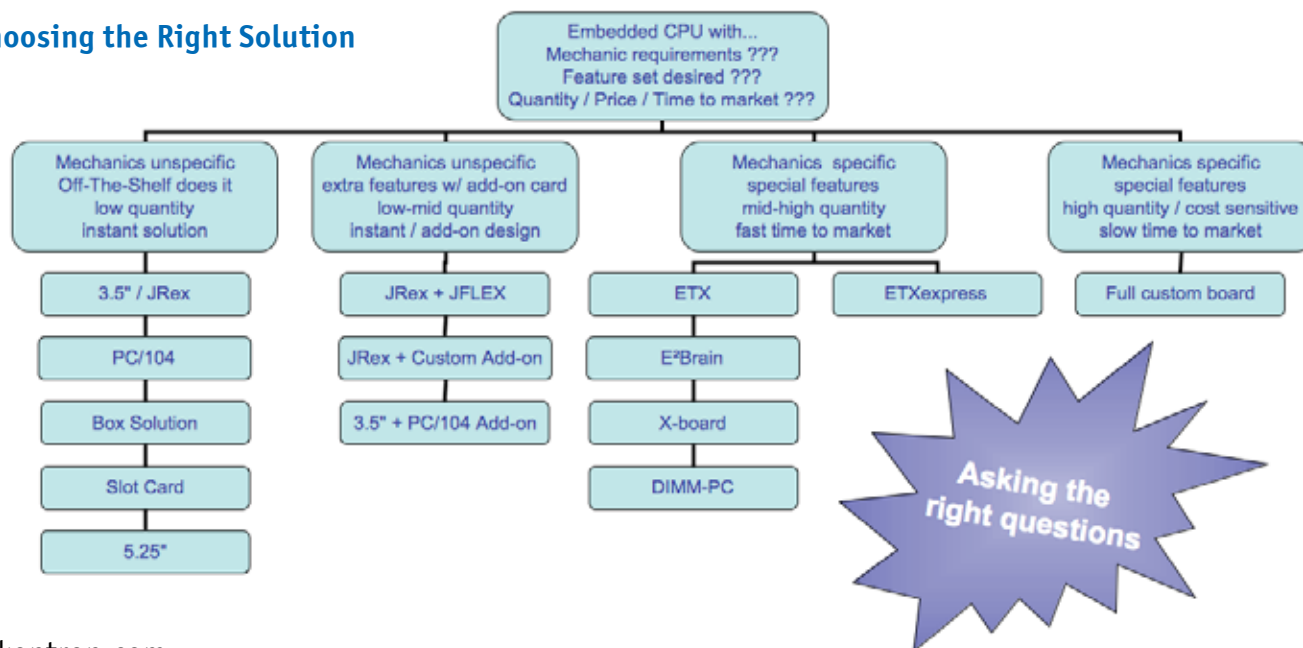 hoosing the Right Solution
Embedded CPU with...
Mechanic requirements ???
Feature set desired ???
Quantity / Price / Time to market ???
Mechanics unspecific
Off-The-Shelf does it
low quantity
instant solution
Mechanics unspecific
extra features w/ add-on card
low-mid quantity
instant / add-on design
Mechanics specific
special features
mid-high quantity
fast time to market
Mechanics specific
special features
high quantity / cost sensitive
slow time to market
3.5" / JRex
PC/104
Box Solution
Slot Card
5.25"
JRex + JFLEX
JRex + Custom Add-on
3.5" + PC/104 Add-on
ETX
E²Brain
X-board
DIMM-PC
ETXexpress
Full custom board
Asking the
right questions